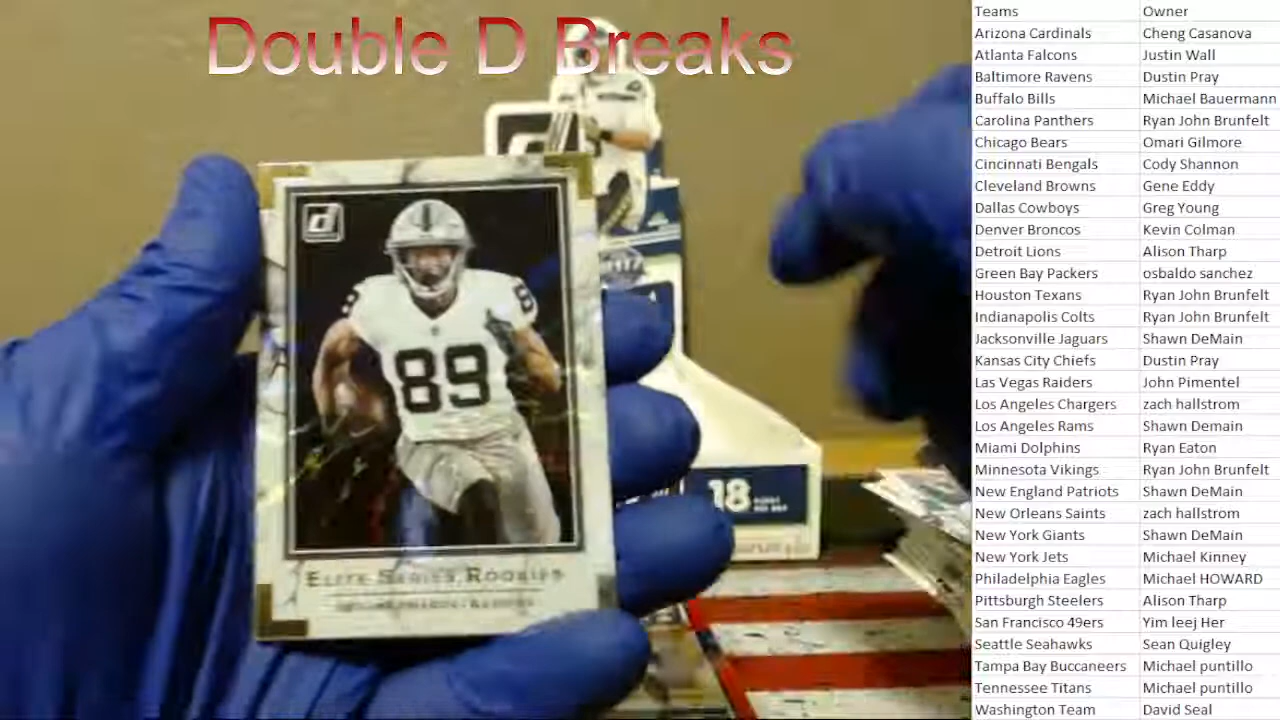 Double D Breaks
d
89
89
ELITE SERIES ROOKIES
18
Teams Owner
Arizona Cardinals Cheng Casanova
Atlanta Falcons Justin Wall
Baltimore Ravens Dustin Pray
Buffalo Bills Michael Bauermann
Carolina Panthers Ryan John Brunfelt
Chicago Bears Omari Gilmore
Cincinnati Bengals Cody Shannon
Cleveland Browns Gene Eddy
Dallas Cowboys Greg Young
Denver Broncos Kevin Colman
Detroit Lions Alison Tharp
Green Bay Packers osbaldo sanchez
Houston Texans Ryan John Brunfelt
Indianapolis Colts Ryan John Brunfelt
Jacksonville Jaguars Shawn DeMain
Kansas City Chiefs Dustin Pray
Las Vegas Raiders John Pimentel
Los Angeles Chargers zach hallstrom
Los Angeles Rams Shawn Demain
Miami Dolphins Ryan Eaton
Minnesota Vikings Ryan John Brunfelt
New England Patriots Shawn DeMain
New Orleans Saints zach hallstrom
New York Giants Shawn DeMain
New York Jets Michael Kinney
Philadelphia Eagles Michael HOWARD
Pittsburgh Steelers Alison Tharp
San Francisco 49ers Yim leej Her
Seattle Seahawks Sean Quigley
Tampa Bay Buccaneers Michael puntillo
Tennessee Titans Michael puntillo
Washington Team David Seal